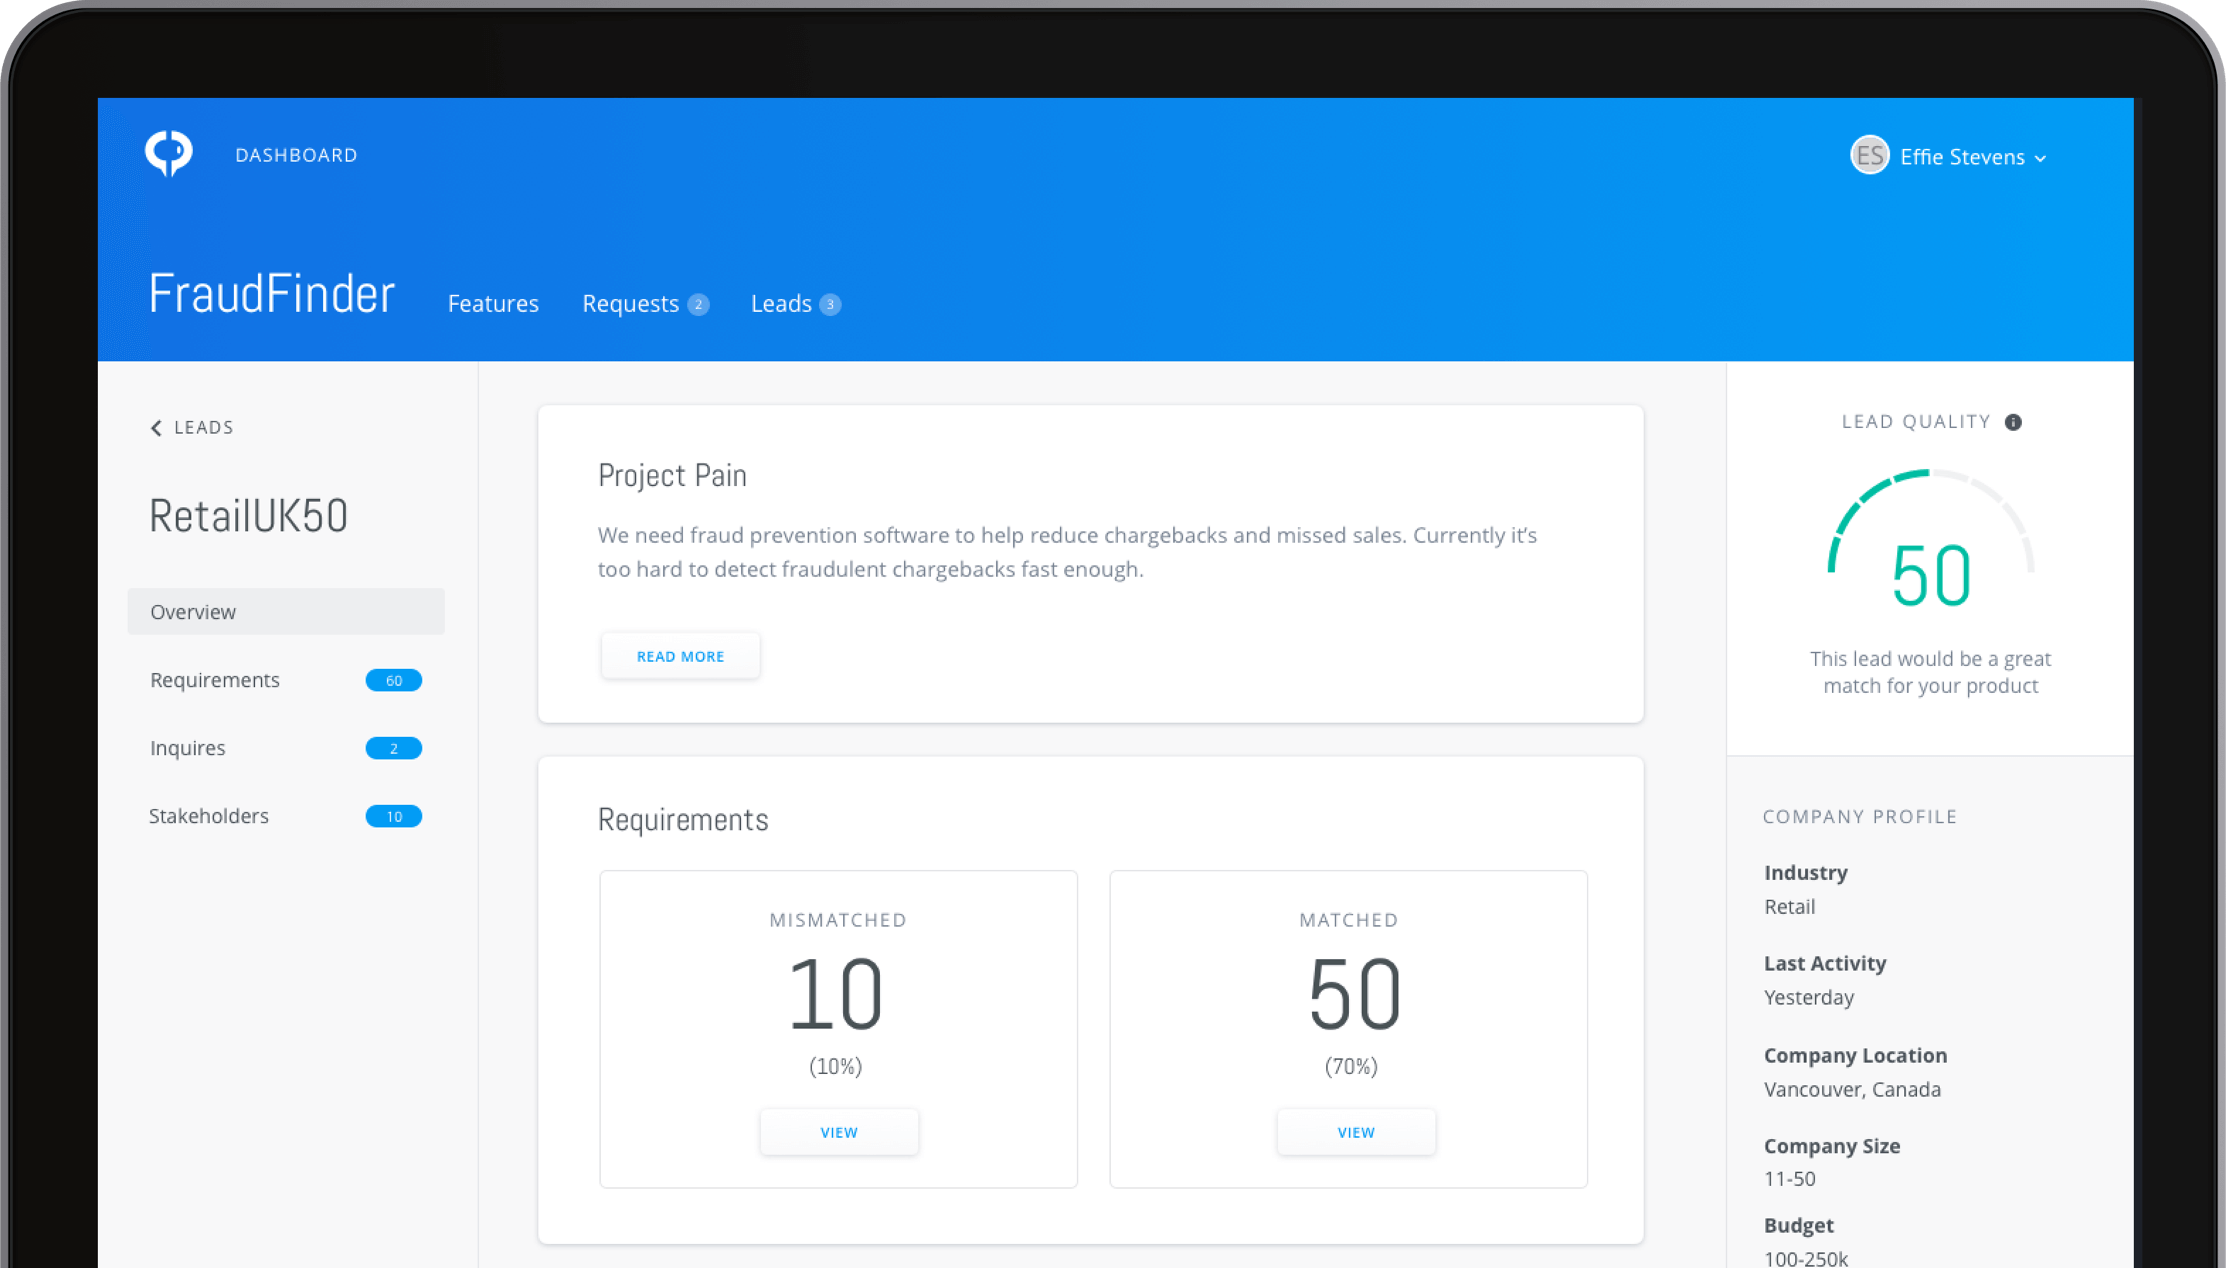 DASHBOARD
ES Effie Stevens
FraudFinder
Features
Requests 2
Leads 3
LEADS
RetailUK50
Overview
Requirements 60
Inquires 2
Stakeholders 10
Project Pain
We need fraud prevention software to help reduce chargebacks and missed sales. Currently it's
too hard to detect fraudulent chargebacks fast enough.
READ MORE
Requirements
MISMATCHED
10
(10%)
VIEW
MATCHED
50
(70%)
VIEW
LEAD QUALITY i
50
This lead would be a great
match for your product
COMPANY PROFILE
Industry
Retail
Last Activity
Yesterday
Company Location
Vancouver, Canada
Company Size
11-50
Budget
100-250k